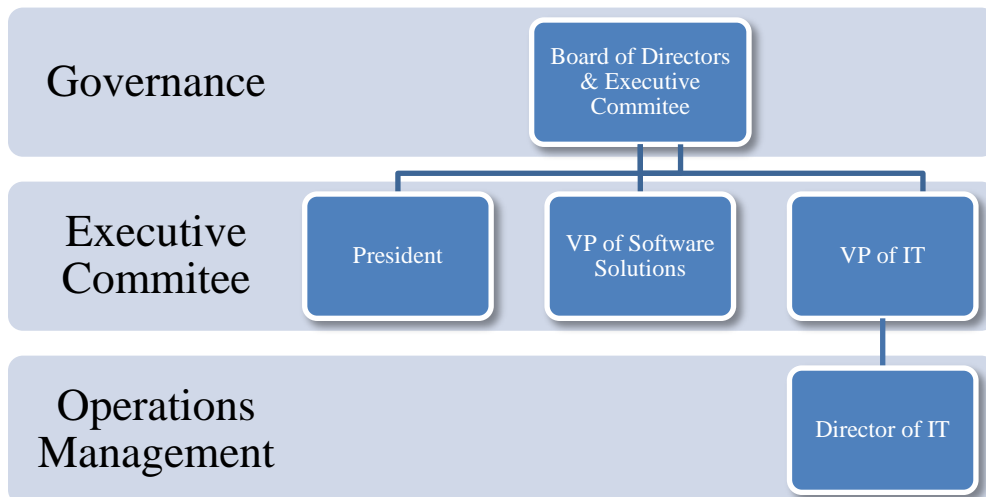 Governance
Board of Directors
& Executive
Commitee
Executive
Commitee
President
VP of Software
Solutions
VP of IT
Operations
Management
Director of IT